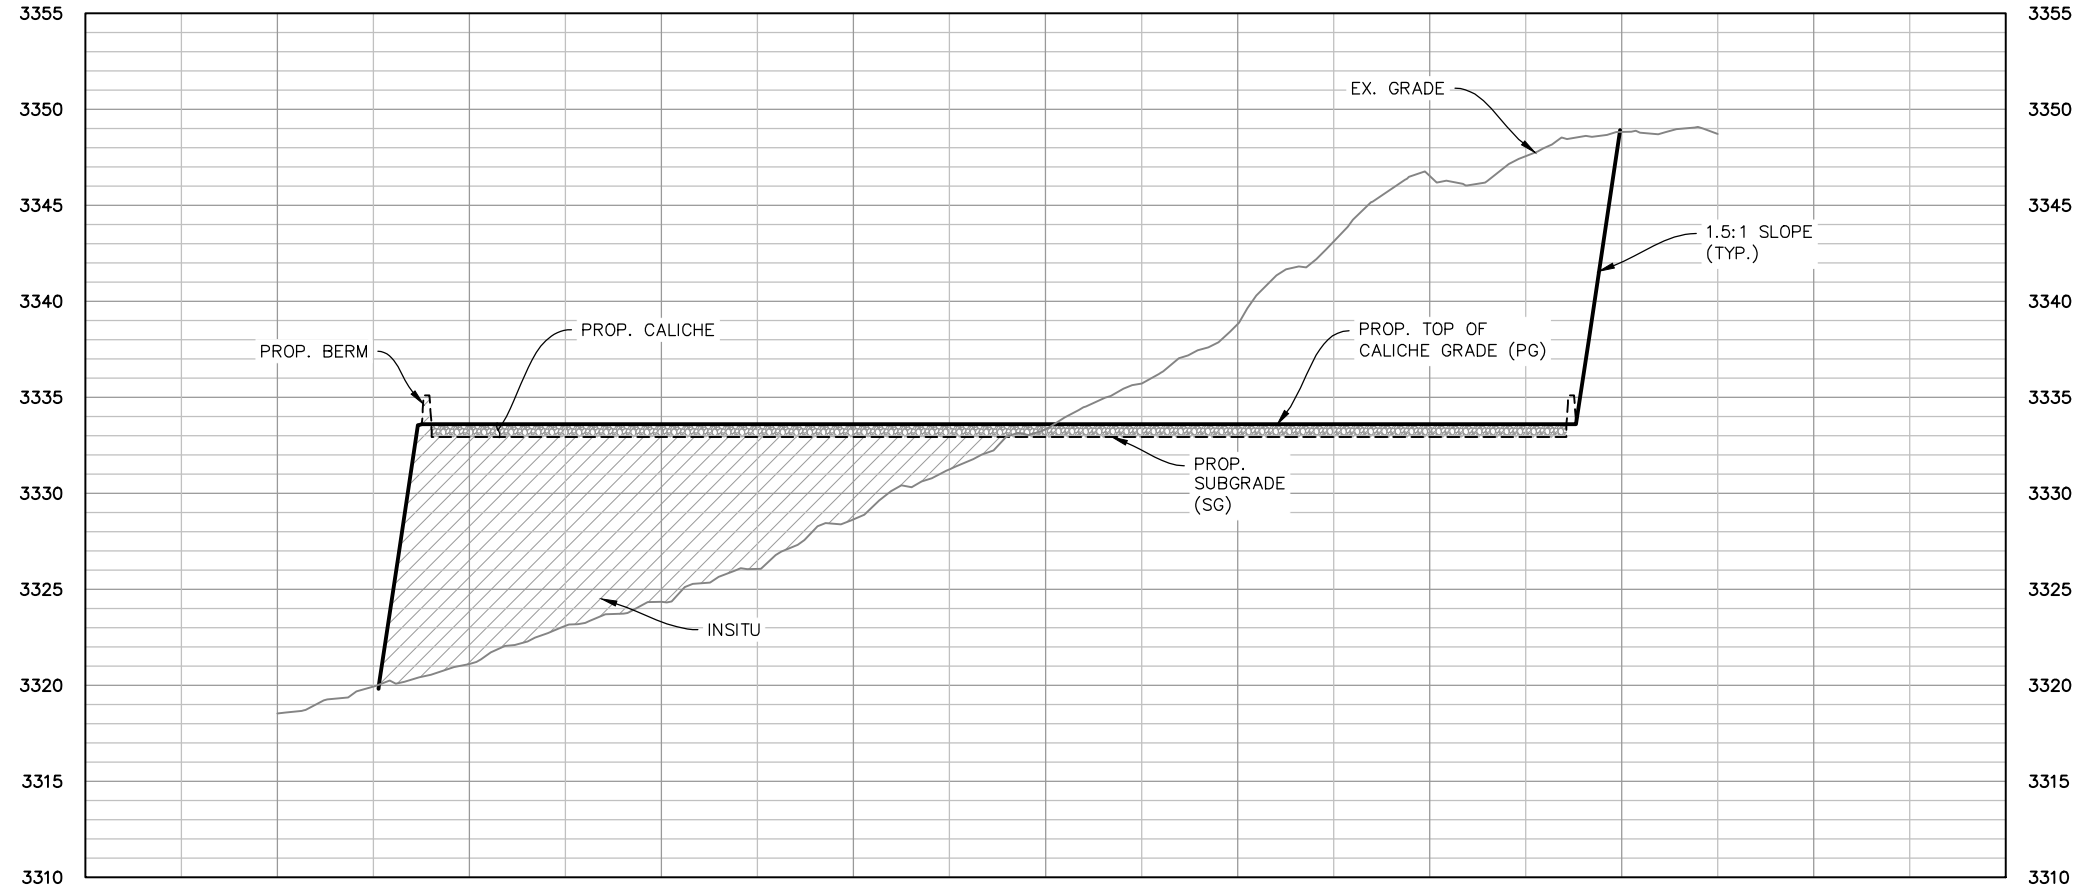 3355
3355
3350
EX. GRADE
3350
3345
1.5:1 SLOPE
(TYP.)
3345
3340
3340
PROP. BERM
PROP. CALICHE
PROP. TOP OF
CALICHE GRADE (PG)
3335
3335
PROP.
SUBGRADE
(SG)
3330
3330
3325
3325
INSITU
3320
3320
3315
3315
3310
3310